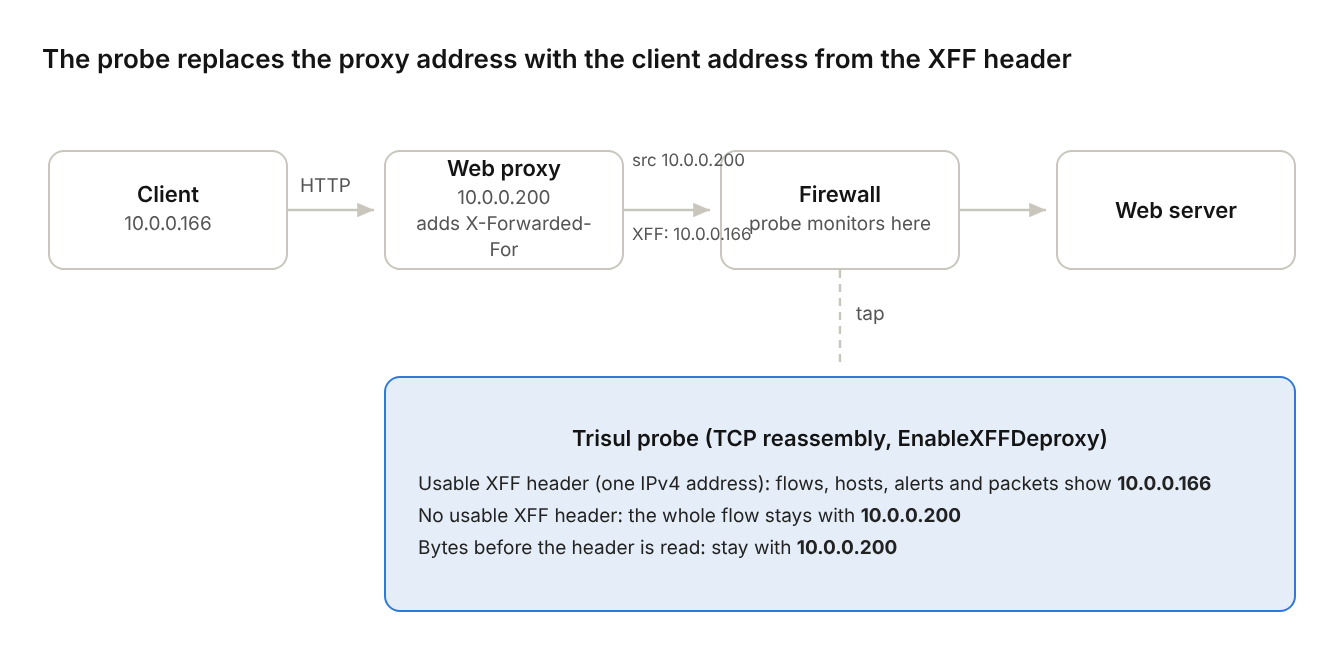 The probe replaces the proxy address with the client address from the XFF header
Client
10.0.0.166
HTTP
Web proxy
10.0.0.200
adds X-Forwarded-
For
src 10.0.0.200
XFF: 10.0.0.166
Firewall
probe monitors here
Web server
tap
Trisul probe (TCP reassembly, EnableXFFDeproxy)
Usable XFF header (one IPv4 address): flows, hosts, alerts and packets show 10.0.0.166
No usable XFF header: the whole flow stays with 10.0.0.200
Bytes before the header is read: stay with 10.0.0.200